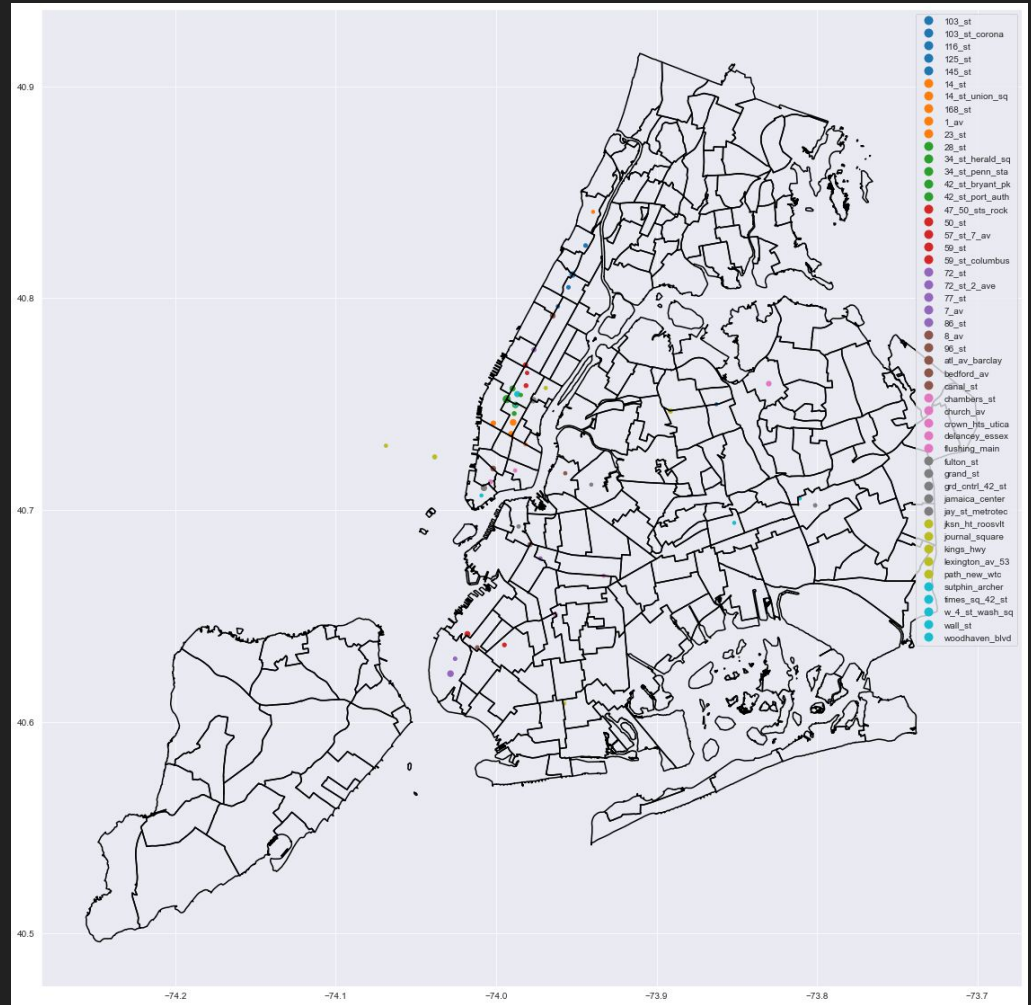 103_st
103_st_corona
116_st
125_st
145_st
14_st
14_st_union_sq
168_st
1_av
23_st
28_st
34_st_herald_sq
34_st_penn_sta
42_st_bryant_pk
42_st_port_auth
47_50_sts_rock
50_st
57_st_7_av
59_st
59_st_columbus
72_st
72_st_2_ave
77_st
7_av
86_st
8_av
96_st
atl_av_barclay
bedford_av
canal_st
chambers_st
church_av
crown_hts_utica
delancey_essex
flushing_main
fulton_st
grand_st
grd_cntrl_42_st
jamaica_center
jay_st_metrotec
jksn_ht_roosvlt
journal_square
kings_hwy
lexington_av_53
path_new_wtc
sutphin_archer
times_sq_42_st
w_4_st_wash_sq
wall_st
woodhaven_blvd
40.9
40.8
40.7
40.6
40.5
−74.2
−74.1
−74.0
−73.9
−73.8
−73.7